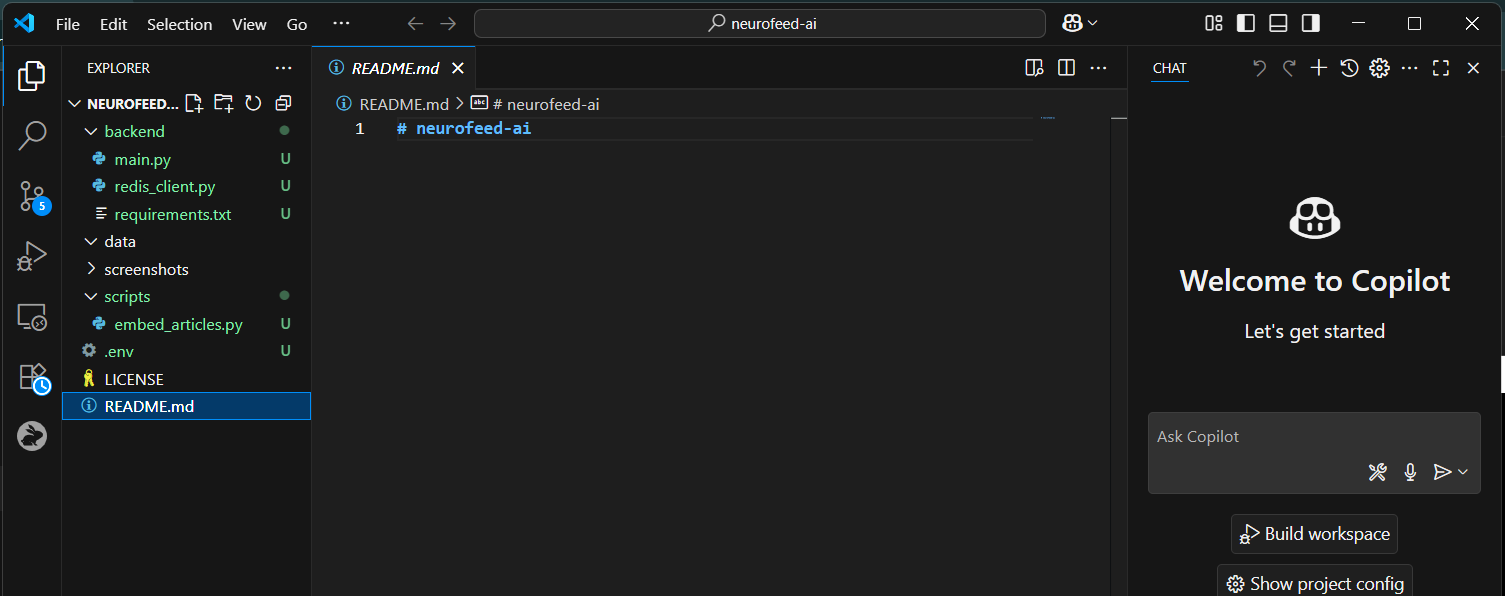 File Edit Selection View Go ··· neurofeed-ai
EXPLORER ···
NEUROFEED...
backend
main.py U
redis_client.py U
requirements.txt U
data
screenshots
scripts
embed_articles.py U
.env U
LICENSE
README.md
5
README.md
README.md > abc # neurofeed-ai
1 # neurofeed-ai
CHAT
Welcome to Copilot
Let's get started
Ask Copilot
Build workspace
Show project config